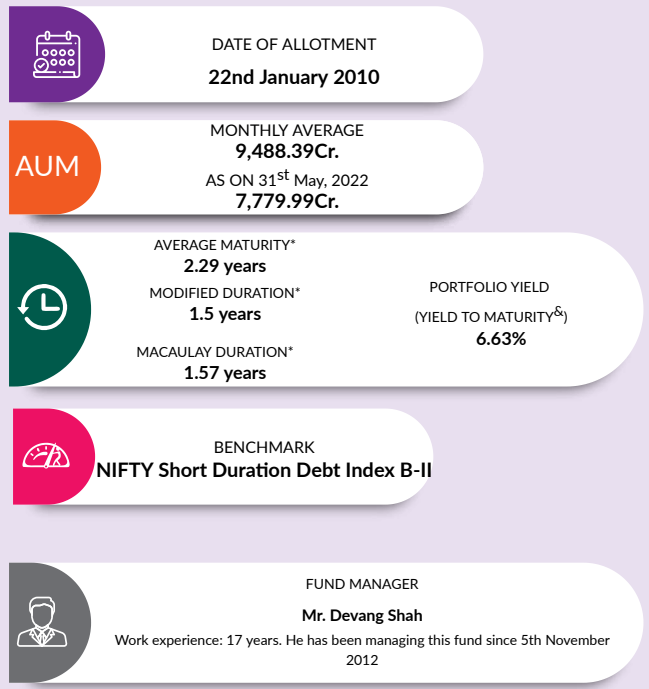 DATE OF ALLOTMENT
22nd January 2010
AUM
MONTHLY AVERAGE
9,488.39Cr.
AS ON 31st May, 2022
7,779.99Cr.
AVERAGE MATURITY*
2.29 years
MODIFIED DURATION*
1.5 years
MACAULAY DURATION*
1.57 years
PORTFOLIO YIELD
(YIELD TO MATURITY&)
6.63%
BENCHMARK
NIFTY Short Duration Debt Index B-II
FUND MANAGER
Mr. Devang Shah
Work experience: 17 years. He has been managing this fund since 5th November
2012